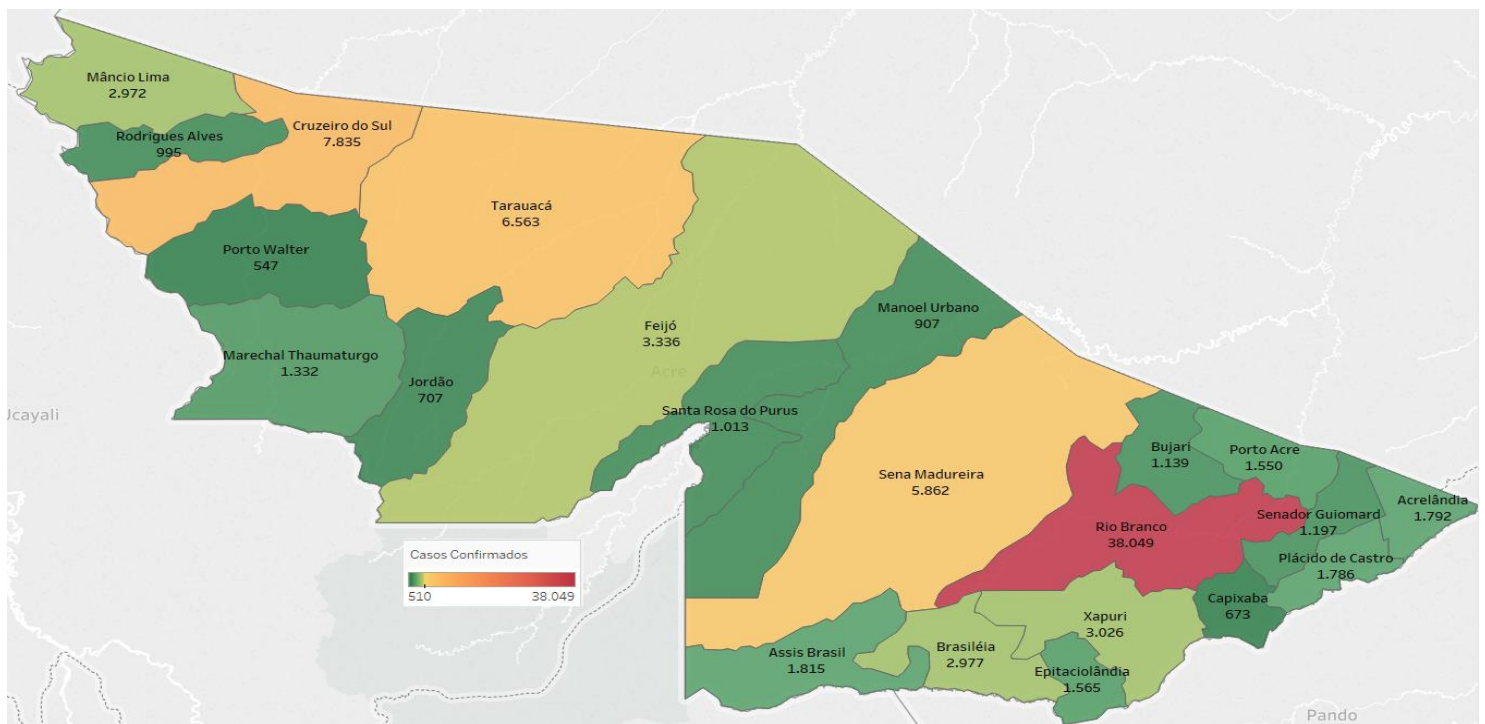 Mâncio Lima
2.972
Rodrigues Alves
995
Cruzeiro do Sul
7.835
Tarauacá
6.563
Porto Walter
547
Marechal Thaumaturgo
1.332
Jordão
707
Feijó
3.336
Acre
Manoel Urbano
907
Santa Rosa do Purus
1.013
Sena Madureira
5.862
Bujari
1.139
Porto Acre
1.550
Acrelândia
1.792
Senador Guiomard
1.197
Rio Branco
38.049
Plácido de Castro
1.786
Capixaba
673
Xapuri
3.026
Brasiléia
2.977
Assis Brasil
1.815
Epitaciolândia
1.565
Ucayali
Pando
Casos Confirmados
510
38.049